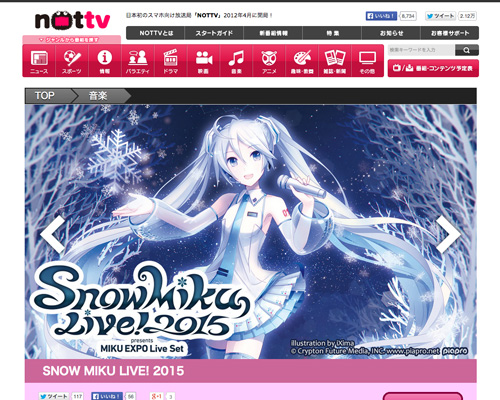 nottv
日本初のスマホ向け放送局「NOTTV」2012年4月に開局！
いいね！ 8,734 ツイート 2.12万
ジャンルから番組を探す
NOTTVとは スタートガイド 新番組情報 特集 お知らせ お客様サポート
ニュース スポーツ 情報 バラエティ ドラマ 映画 音楽 アニメ 趣味・教養 雑誌・新聞 その他
検索キーワードを入力
番組・コンテンツ予定表
TOP 音楽
Snow Miku
Live! 2015
presents
MIKU EXPO Live Set
illustration by iXima
© Crypton Future Media, INC. www.piapro.net piapro
SNOW MIKU LIVE! 2015
ツイート 117 いいね！ 56 g+1 3